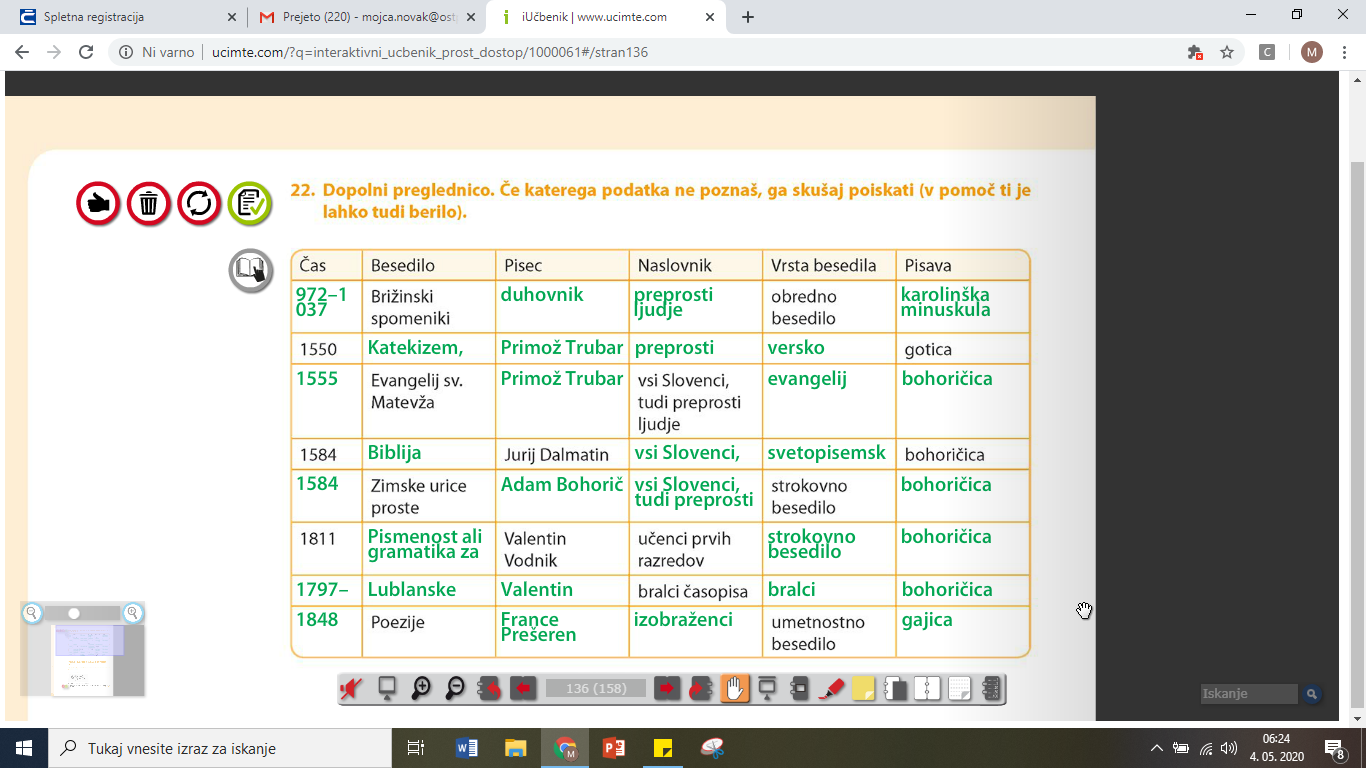 Spletna registracija
Prejeto (220) - mojca.novak@ost
iUčbenik | www.ucimte.com
Ni varno | ucimte.com/?q=interaktivni_ucbenik_prost_dostop/1000061#/stran136
C
M
22. Dopolni preglednico. Če katerega podatka ne poznaš, ga skušaj poiskati (v pomoč ti je
lahko tudi berilo).
Čas Besedilo Pisec Naslovnik Vrsta besedila Pisava
972–1
037
Brižinski
spomeniki
duhovnik
preprosti
ljudje
obredno
besedilo
karolinška
minuskula
1550 Katekizem, Primož Trubar preprosti versko gotica
1555
Evangelij sv.
Matevža
Primož Trubar
vsi Slovenci,
tudi preprosti
ljudje
evangelij
bohoričica
1584 Biblija Jurij Dalmatin vsi Slovenci, svetopisemsk bohoričica
1584
Zimske urice
proste
Adam Bohorič
vsi Slovenci,
tudi preprosti
strokovno
besedilo
bohoričica
1811
Pismenost ali
gramatika za
Valentin
Vodnik
učenci prvih
razredov
strokovno
besedilo
bohoričica
1797– Lublanske Valentin bralci časopisa bralci bohoričica
1848
Poezije
France
Prešeren
izobraženci
umetnostno
besedilo
gajica
136 (158)
Iskanje
Tukaj vnesite izraz za iskanje
06:24
4. 05. 2020
8